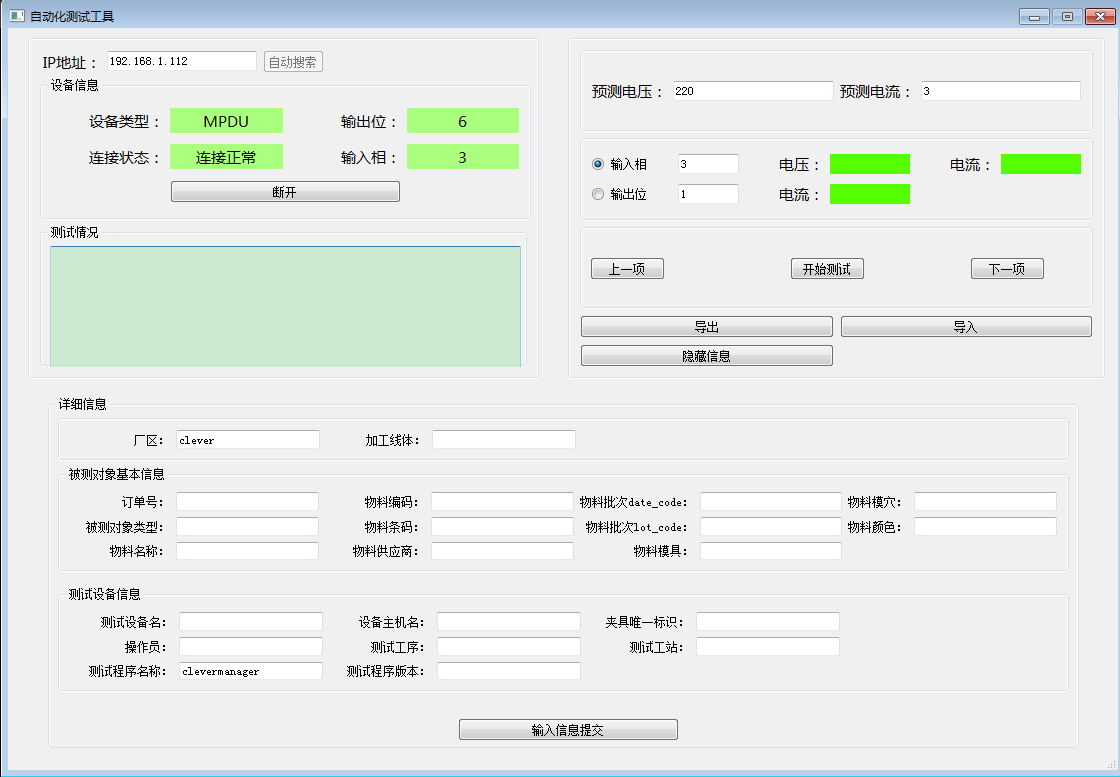 自动化测试工具
IP地址： 192.168.1.112 自动搜索
设备信息
设备类型： MPDU 输出位： 6
连接状态： 连接正常 输入相： 3
断开
测试情况
预测电压： 220 预测电流： 3
输入相 3 电压： 电流：
输出位 1 电流：
上一项 开始测试 下一项
导出 导入
隐藏信息
详细信息
厂区： clever 加工线体：
被测对象基本信息
订单号： 物料编码： 物料批次date_code： 物料模穴：
被测对象类型： 物料条码： 物料批次lot_code： 物料颜色：
物料名称： 物料供应商： 物料模具：
测试设备信息
测试设备名： 设备主机名： 夹具唯一标识：
操作员： 测试工序： 测试工站：
测试程序名称： clevermanager 测试程序版本：
输入信息提交